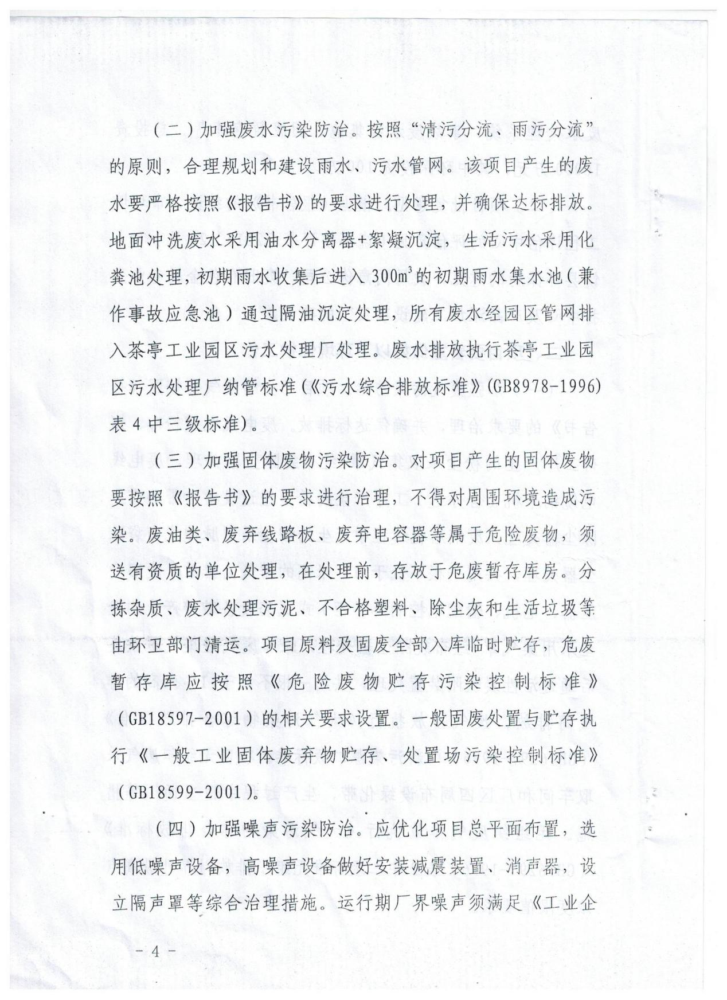 （二）加强废水污染防治。按照“清污分流、雨污分流”
的原则，合理规划和建设雨水、污水管网。该项目产生的废
水要严格按照《报告书》的要求进行处理，并确保达标排放。
地面冲洗废水采用油水分离器+絮凝沉淀，生活污水采用化
粪池处理，初期雨水收集后进入300m³的初期雨水集水池（兼
作事故应急池）通过隔油沉淀处理，所有废水经园区管网排
入茶亭工业园区污水处理厂处理。废水排放执行茶亭工业园
区污水处理厂纳管标准(《污水综合排放标准》(GB8978-1996)
表4中三级标准)。
（三）加强固体废物污染防治。对项目产生的固体废物
要按照《报告书》的要求进行治理，不得对周围环境造成污
染。废油类、废弃线路板、废弃电容器等属于危险废物，须
送有资质的单位处理，在处理前，存放于危废暂存库房。分
拣杂质、废水处理污泥、不合格塑料、除尘灰和生活垃圾等
由环卫部门清运。项目原料及固废全部入库临时贮存，危废
暂存库应按照《危险废物贮存污染控制标准》
（GB18597-2001）的相关要求设置。一般固废处置与贮存执
行《一般工业固体废弃物贮存、处置场污染控制标准》
（GB18599-2001）。
（四）加强噪声污染防治。应优化项目总平面布置，选
用低噪声设备，高噪声设备做好安装减震装置、消声器，设
立隔声罩等综合治理措施。运行期厂界噪声须满足《工业企
- 4 -